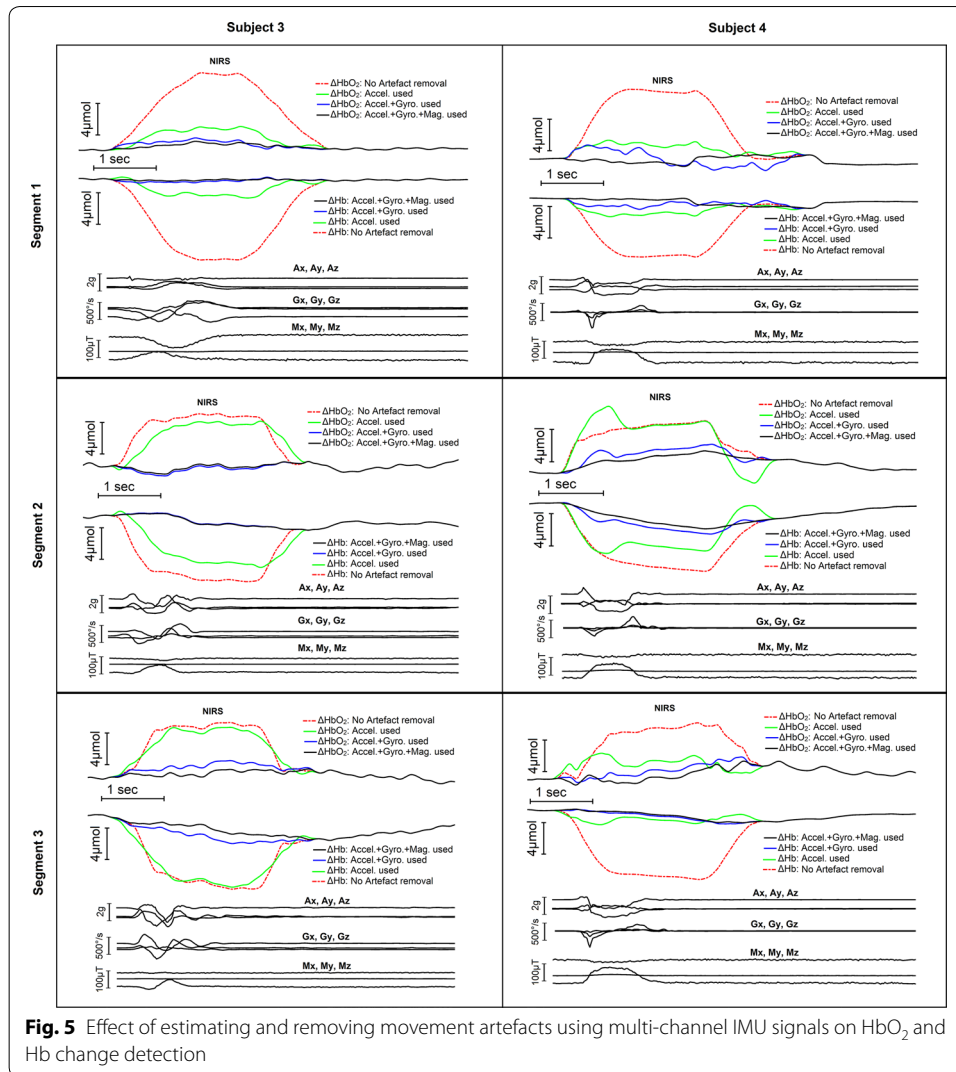 Subject 3
Subject 4
Segment 1
NIRS
4µmol
ΔHbO₂: No Artefact removal
ΔHbO₂: Accel. used
ΔHbO₂: Accel.+Gyro. used
ΔHbO₂: Accel.+Gyro.+Mag. used
1 sec
4µmol
ΔHb: Accel.+Gyro+Mag. used
ΔHb: Accel.+Gyro. used
ΔHb: Accel. used
ΔHb: No Artefact removal
Ax, Ay, Az
2g
Gx, Gy, Gz
500°/s
Mx, My, Mz
100µT
NIRS
4µmol
ΔHbO₂: No Artefact removal
ΔHbO₂: Accel. used
ΔHbO₂: Accel.+Gyro. used
ΔHbO₂: Accel.+Gyro.+Mag. used
1 sec
4µmol
ΔHb: Accel.+Gyro+Mag. used
ΔHb: Accel.+Gyro. used
ΔHb: Accel. used
ΔHb: No Artefact removal
Ax, Ay, Az
2g
Gx, Gy, Gz
500°/s
Mx, My, Mz
100µT
Segment 2
NIRS
4µmol
ΔHbO₂: No Artefact removal
ΔHbO₂: Accel. used
ΔHbO₂: Accel.+Gyro. used
ΔHbO₂: Accel.+Gyro.+Mag. used
1 sec
4µmol
ΔHb: Accel.+Gyro+Mag. used
ΔHb: Accel.+Gyro. used
ΔHb: Accel. used
ΔHb: No Artefact removal
Ax, Ay, Az
2g
Gx, Gy, Gz
500°/s
Mx, My, Mz
100µT
NIRS
4µmol
ΔHbO₂: No Artefact removal
ΔHbO₂: Accel. used
ΔHbO₂: Accel.+Gyro. used
ΔHbO₂: Accel.+Gyro.+Mag. used
1 sec
4µmol
ΔHb: Accel.+Gyro+Mag. used
ΔHb: Accel.+Gyro. used
ΔHb: Accel. used
ΔHb: No Artefact removal
Ax, Ay, Az
2g
Gx, Gy, Gz
500°/s
Mx, My, Mz
100µT
Segment 3
NIRS
4µmol
ΔHbO₂: No Artefact removal
ΔHbO₂: Accel. used
ΔHbO₂: Accel.+Gyro. used
ΔHbO₂: Accel.+Gyro.+Mag. used
1 sec
4µmol
ΔHb: Accel.+Gyro+Mag. used
ΔHb: Accel.+Gyro. used
ΔHb: Accel. used
ΔHb: No Artefact removal
Ax, Ay, Az
2g
Gx, Gy, Gz
500°/s
Mx, My, Mz
100µT
NIRS
4µmol
ΔHbO₂: No Artefact removal
ΔHbO₂: Accel. used
ΔHbO₂: Accel.+Gyro. used
ΔHbO₂: Accel.+Gyro.+Mag. used
1 sec
4µmol
ΔHb: Accel.+Gyro+Mag. used
ΔHb: Accel.+Gyro. used
ΔHb: Accel. used
ΔHb: No Artefact removal
Ax, Ay, Az
2g
Gx, Gy, Gz
500°/s
Mx, My, Mz
100µT
Fig. 5 Effect of estimating and removing movement artefacts using multi-channel IMU signals on HbO₂ and
Hb change detection